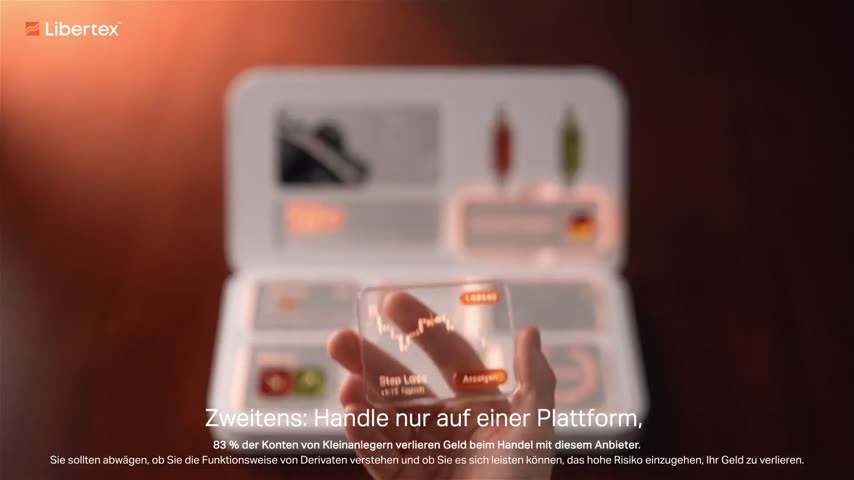 Libertex™
Stop Loss
Zweitens: Handle nur auf einer Plattform,
83 % der Konten von Kleinanlegern verlieren Geld beim Handel mit diesem Anbieter.
Sie sollten abwägen, ob Sie die Funktionsweise von Derivaten verstehen und ob Sie es sich leisten können, das hohe Risiko einzugehen, Ihr Geld zu verlieren.